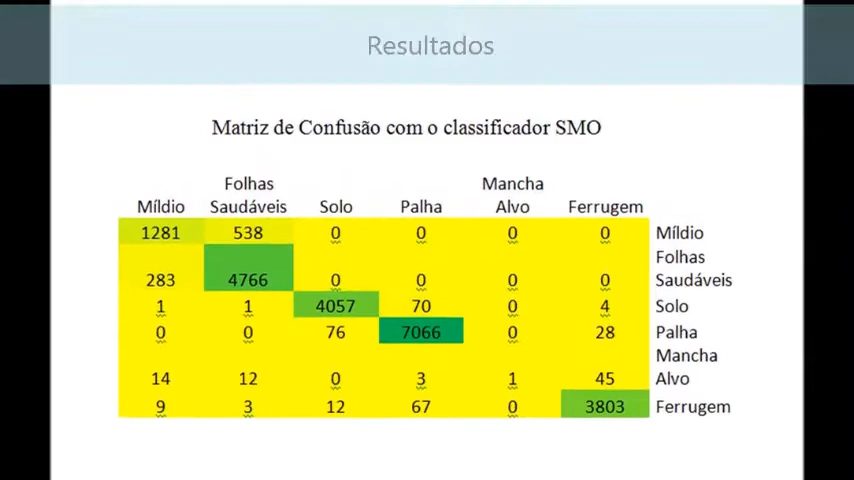 Resultados
Matriz de Confusão com o classificador SMO
Míldio Folhas Saudáveis Solo Palha Mancha Alvo Ferrugem
1281 538 0 0 0 0 Míldio
283 4766 0 0 0 0 Folhas Saudáveis
1 1 4057 70 0 4 Solo
0 0 76 7066 0 28 Palha
14 12 0 3 1 45 Mancha Alvo
9 3 12 67 0 3803 Ferrugem